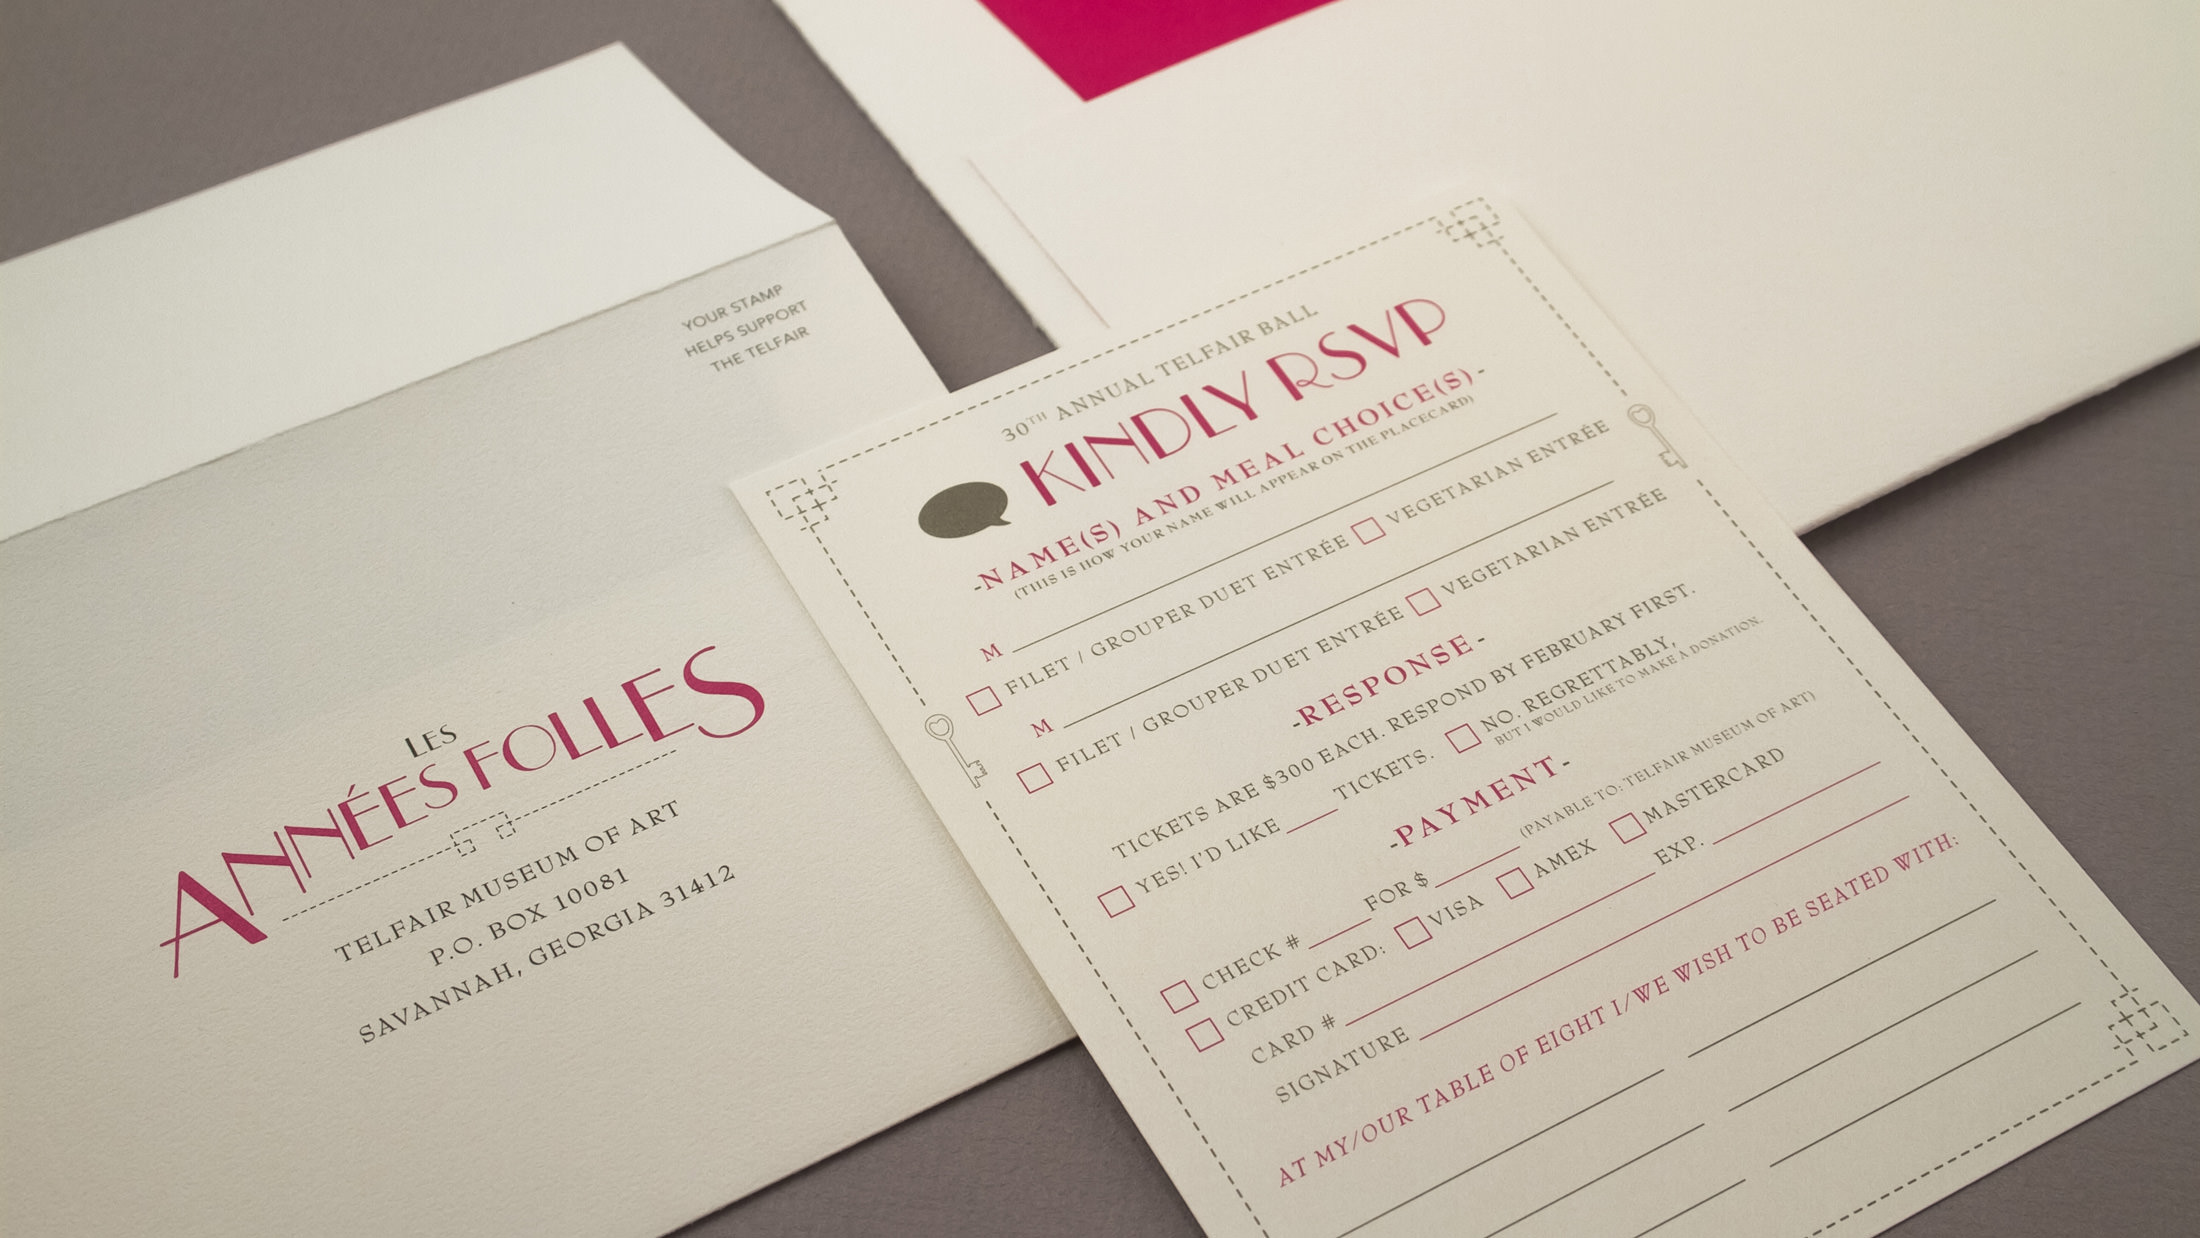 YOUR STAMP
HELPS SUPPORT
THE TELFAIR
LES
ANNÉES FOLLES
TELFAIR MUSEUM OF ART
P.O. BOX 10081
SAVANNAH, GEORGIA 31412
30TH ANNUAL TELFAIR BALL
KINDLY RSVP
-NAME(S) AND MEAL CHOICE(S)-
(THIS IS HOW YOUR NAME WILL APPEAR ON THE PLACECARD)
M
FILET / GROUPER DUET ENTRÉE VEGETARIAN ENTRÉE
M
FILET / GROUPER DUET ENTRÉE VEGETARIAN ENTRÉE
-RESPONSE-
TICKETS ARE $300 EACH. RESPOND BY FEBRUARY FIRST.
YES! I'D LIKE ___ TICKETS. NO. REGRETTABLY,
BUT I WOULD LIKE TO MAKE A DONATION.
-PAYMENT-
(PAYABLE TO: TELFAIR MUSEUM OF ART)
CHECK # ___ FOR $ ___
CREDIT CARD: VISA AMEX MASTERCARD
CARD # ___ EXP. ___
SIGNATURE
AT MY/OUR TABLE OF EIGHT I/WE WISH TO BE SEATED WITH: